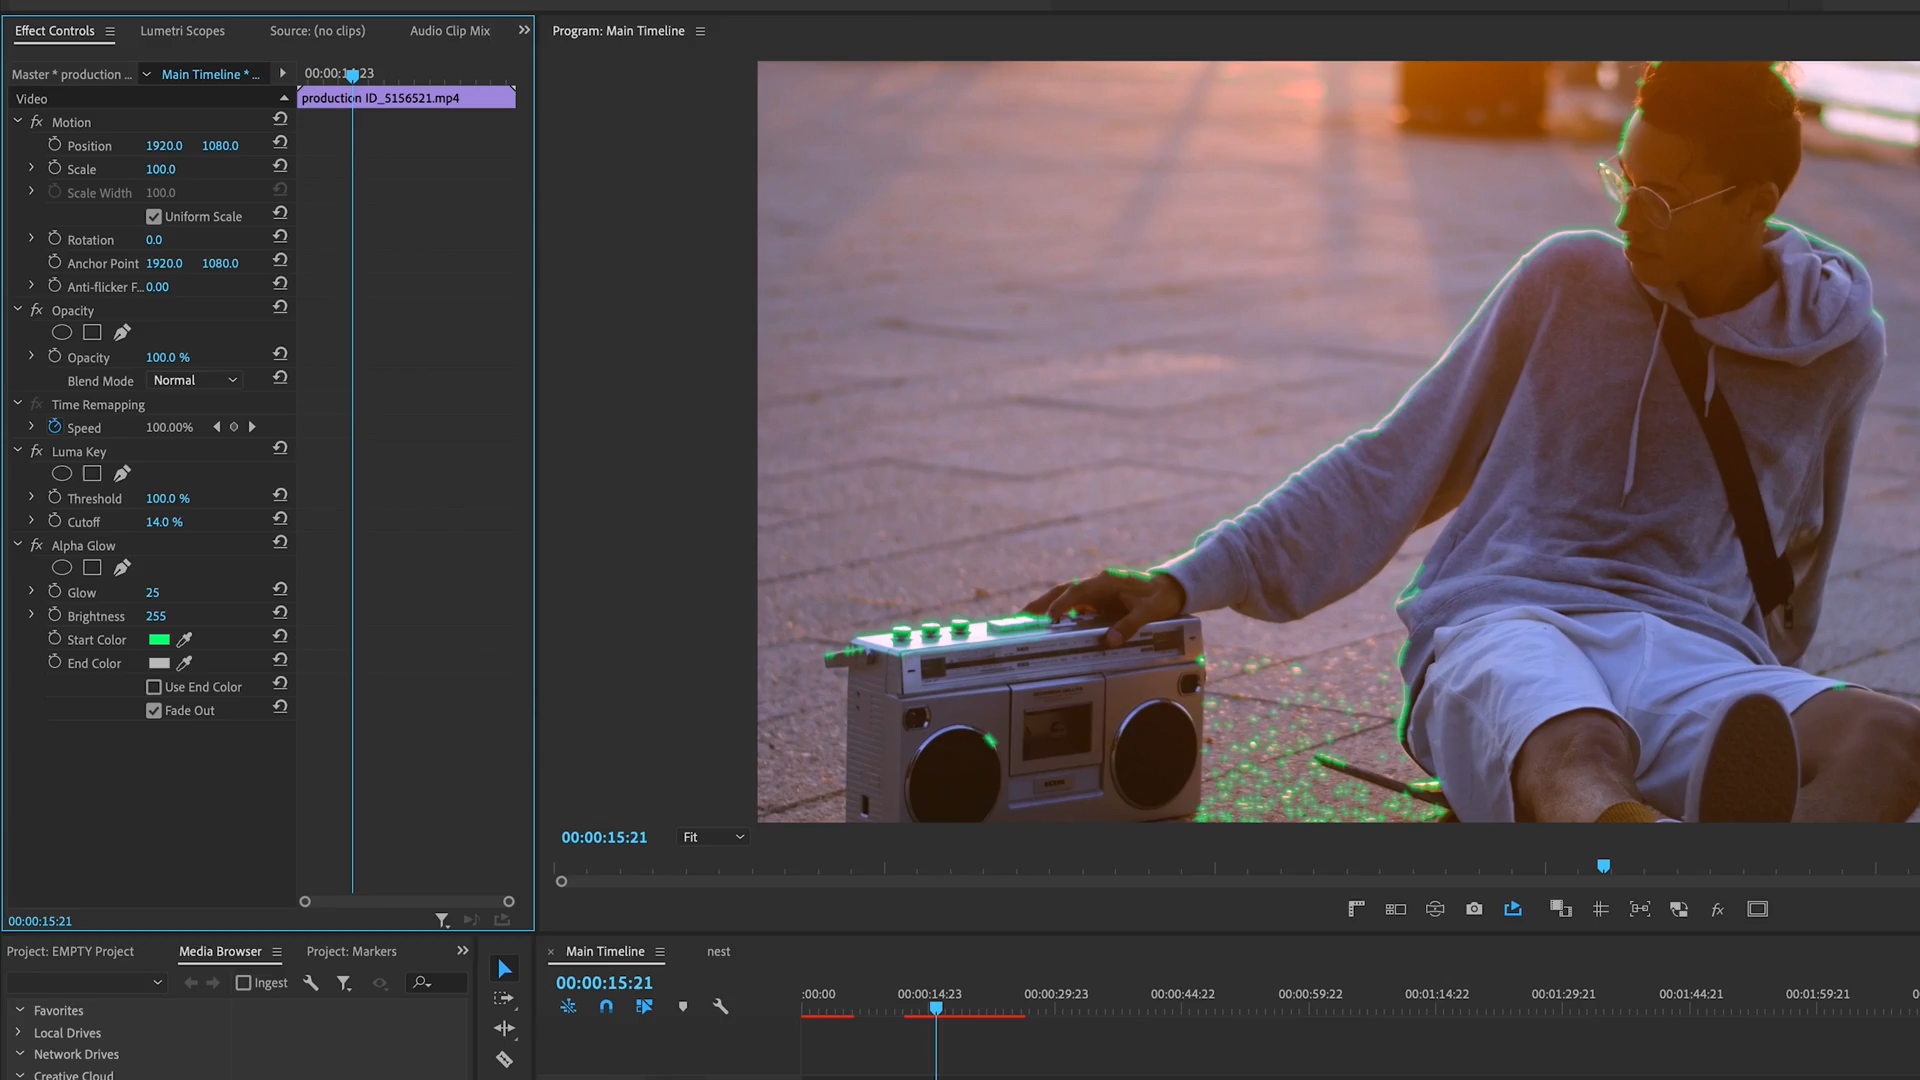 Effect Controls
Lumetri Scopes
Source: (no clips)
Audio Clip Mix
Program: Main Timeline
Master * production ...
Main Timeline * ...
Video
production ID_5156521.mp4
fx Motion
Position 1920.0 1080.0
Scale 100.0
Scale Width 100.0
Uniform Scale
Rotation 0.0
Anchor Point 1920.0 1080.0
Anti-flicker F... 0.00
fx Opacity
Opacity 100.0 %
Blend Mode Normal
fx Time Remapping
Speed 100.00%
fx Luma Key
Threshold 100.0 %
Cutoff 14.0 %
fx Alpha Glow
Glow 25
Brightness 255
Start Color
End Color
Use End Color
Fade Out
00:00:15:21
00:00:15:21
Fit
fx
Project: EMPTY Project
Media Browser
Project: Markers
Ingest
Favorites
Local Drives
Network Drives
Creative Cloud
Main Timeline
nest
00:00:15:21
:00:00
00:00:14:23
00:00:29:23
00:00:44:22
00:00:59:22
00:01:14:22
00:01:29:21
00:01:44:21
00:01:59:21